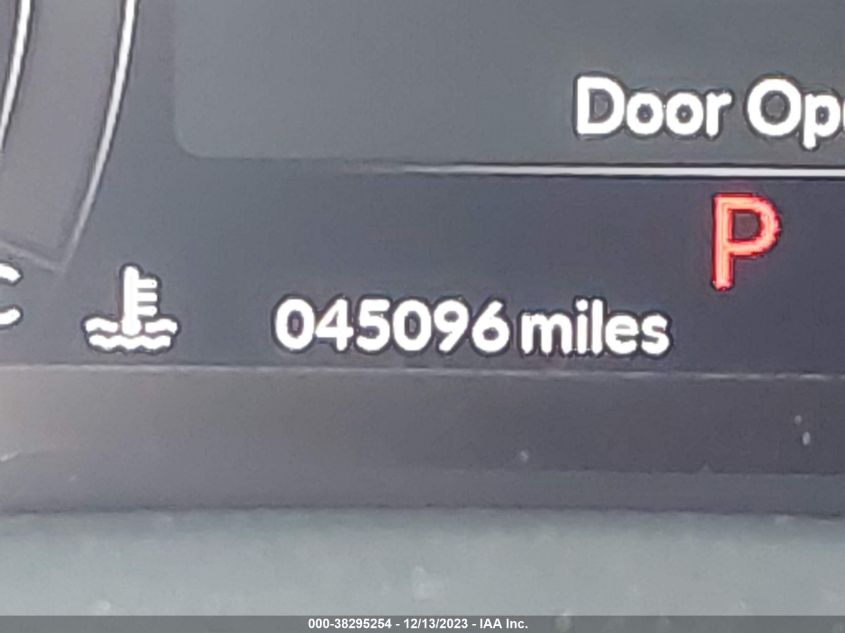 Door Op
P
C
045096 miles
000-38295254 - 12/13/2023 - IAA Inc.